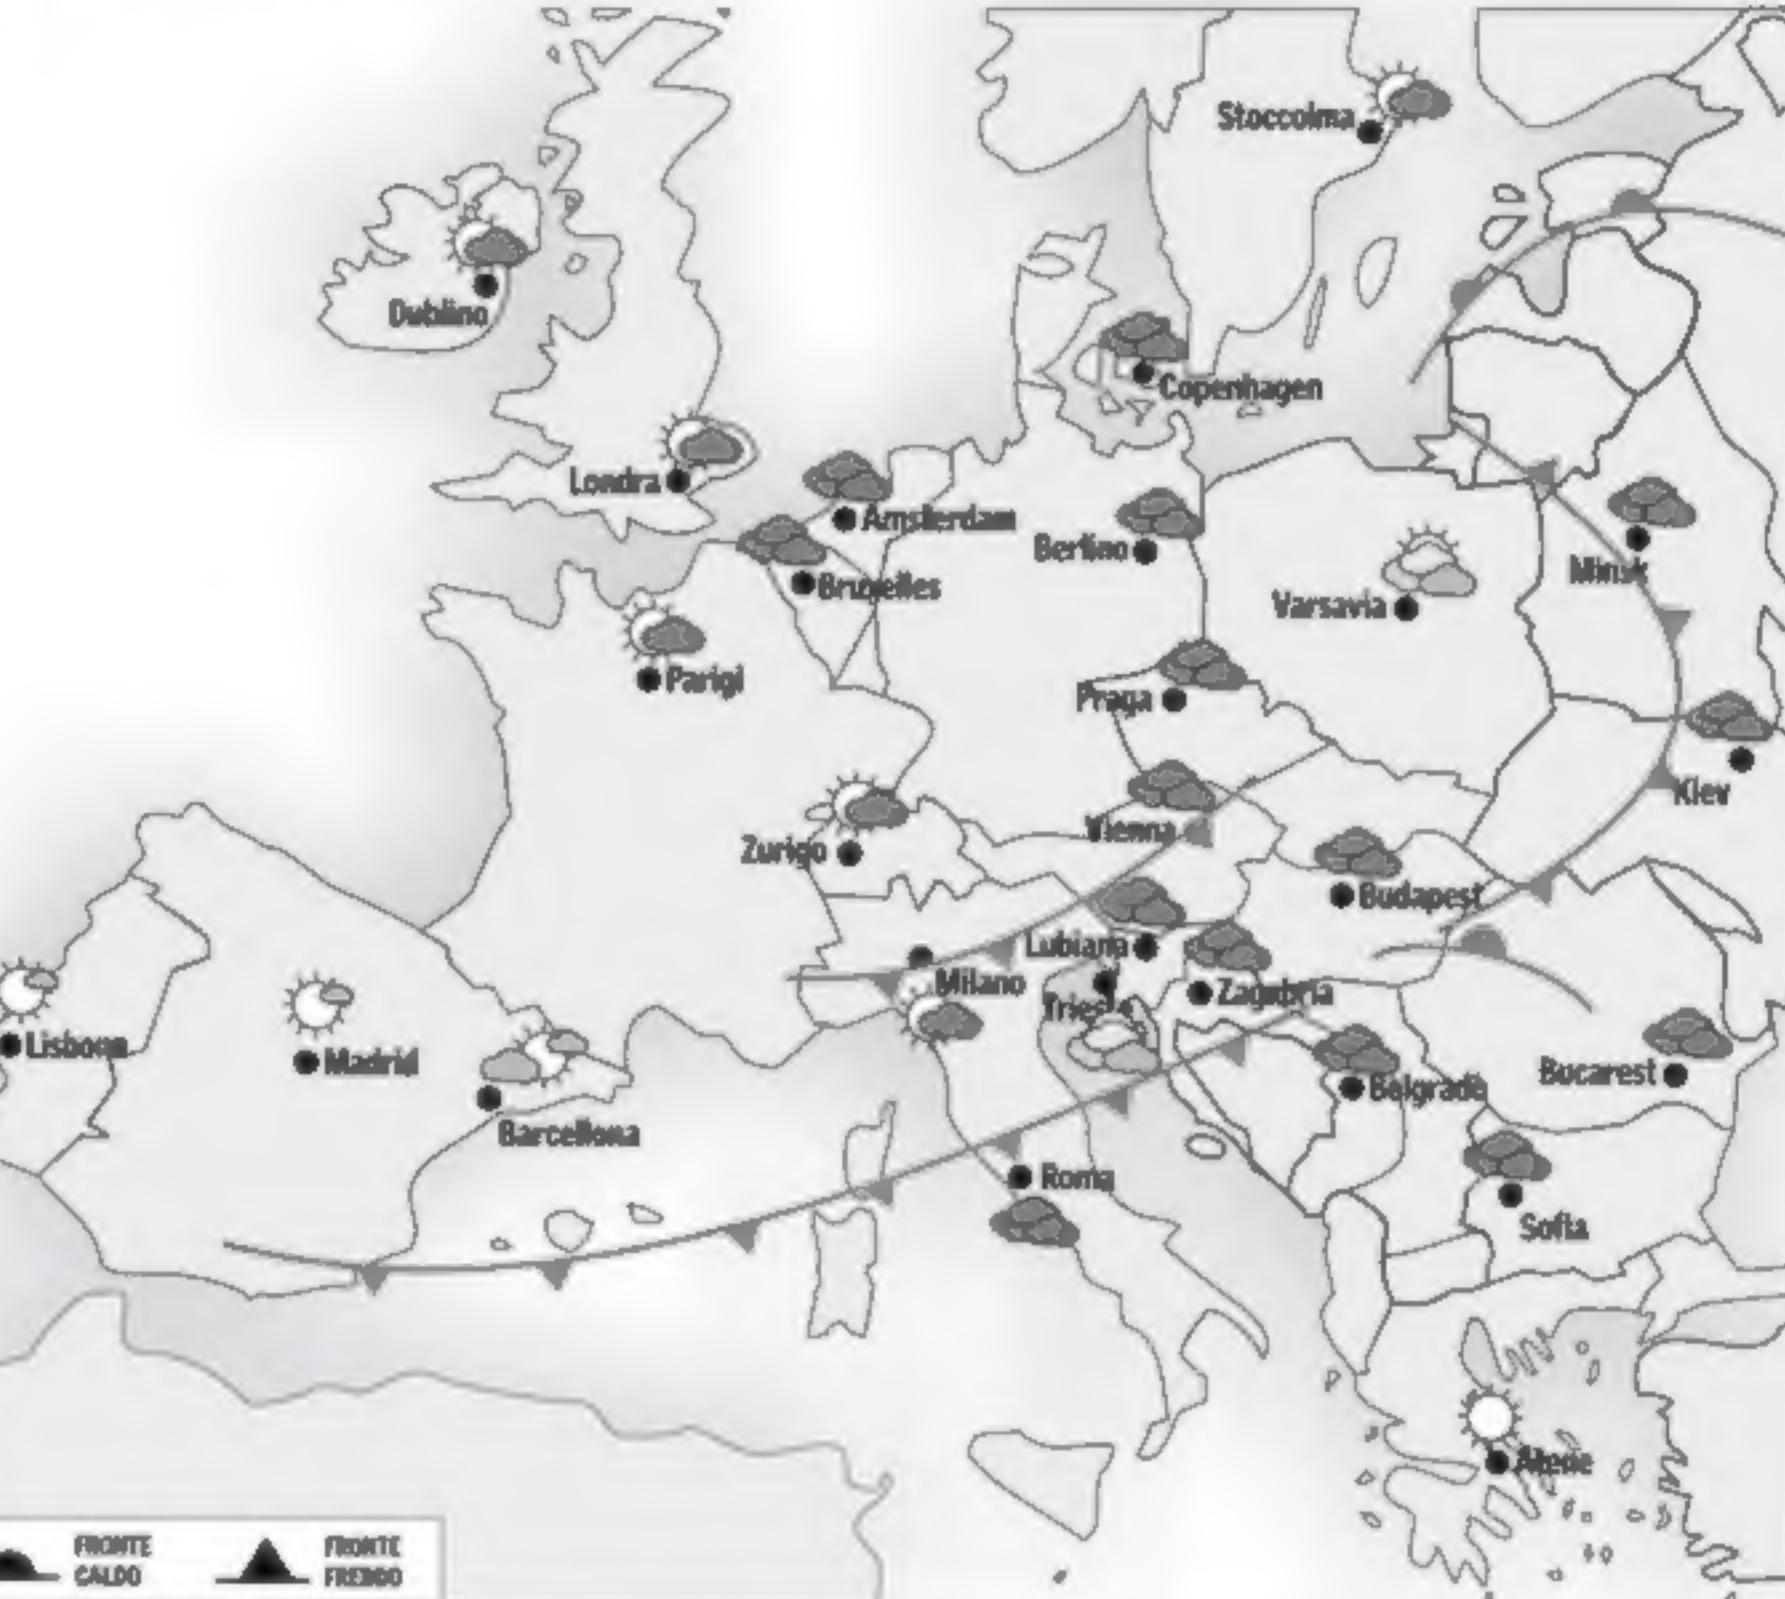 Stoccolma
Dublino
Copenhagen
Londra
Amsterdam
Berlino
Minsk
Bruxelles
Varsavia
Parigi
Praga
Kiev
Vienna
Zurigo
Budapest
Lubiana
Milano
Zagabria
Trieste
Lisbona
Madrid
Bucarest
Belgrado
Barcellona
Roma
Sofia
Atene
FRONTE
CALDO
FRONTE
FREDDO